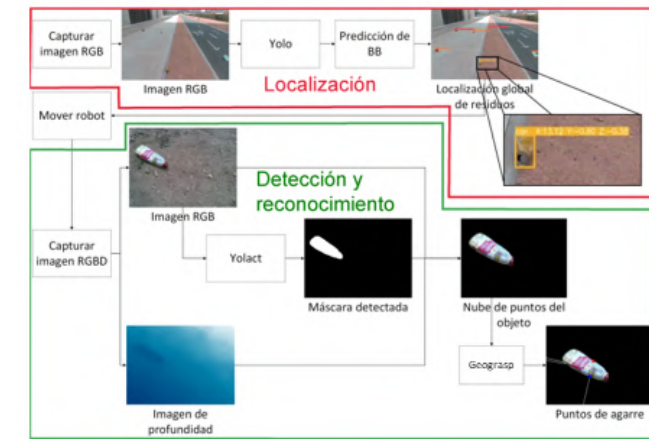 Capturar
imagen RGB
Yolo
Predicción de
BB
Imagen RGB
Localización
Localización global
de residuos
Mover robot
Detección y
reconocimiento
Imagen RGB
Capturar
imagen RGBD
Yolact
Máscara detectada
Nube de puntos del
objeto
Geograsp
Imagen de
profundidad
Puntos de agarre